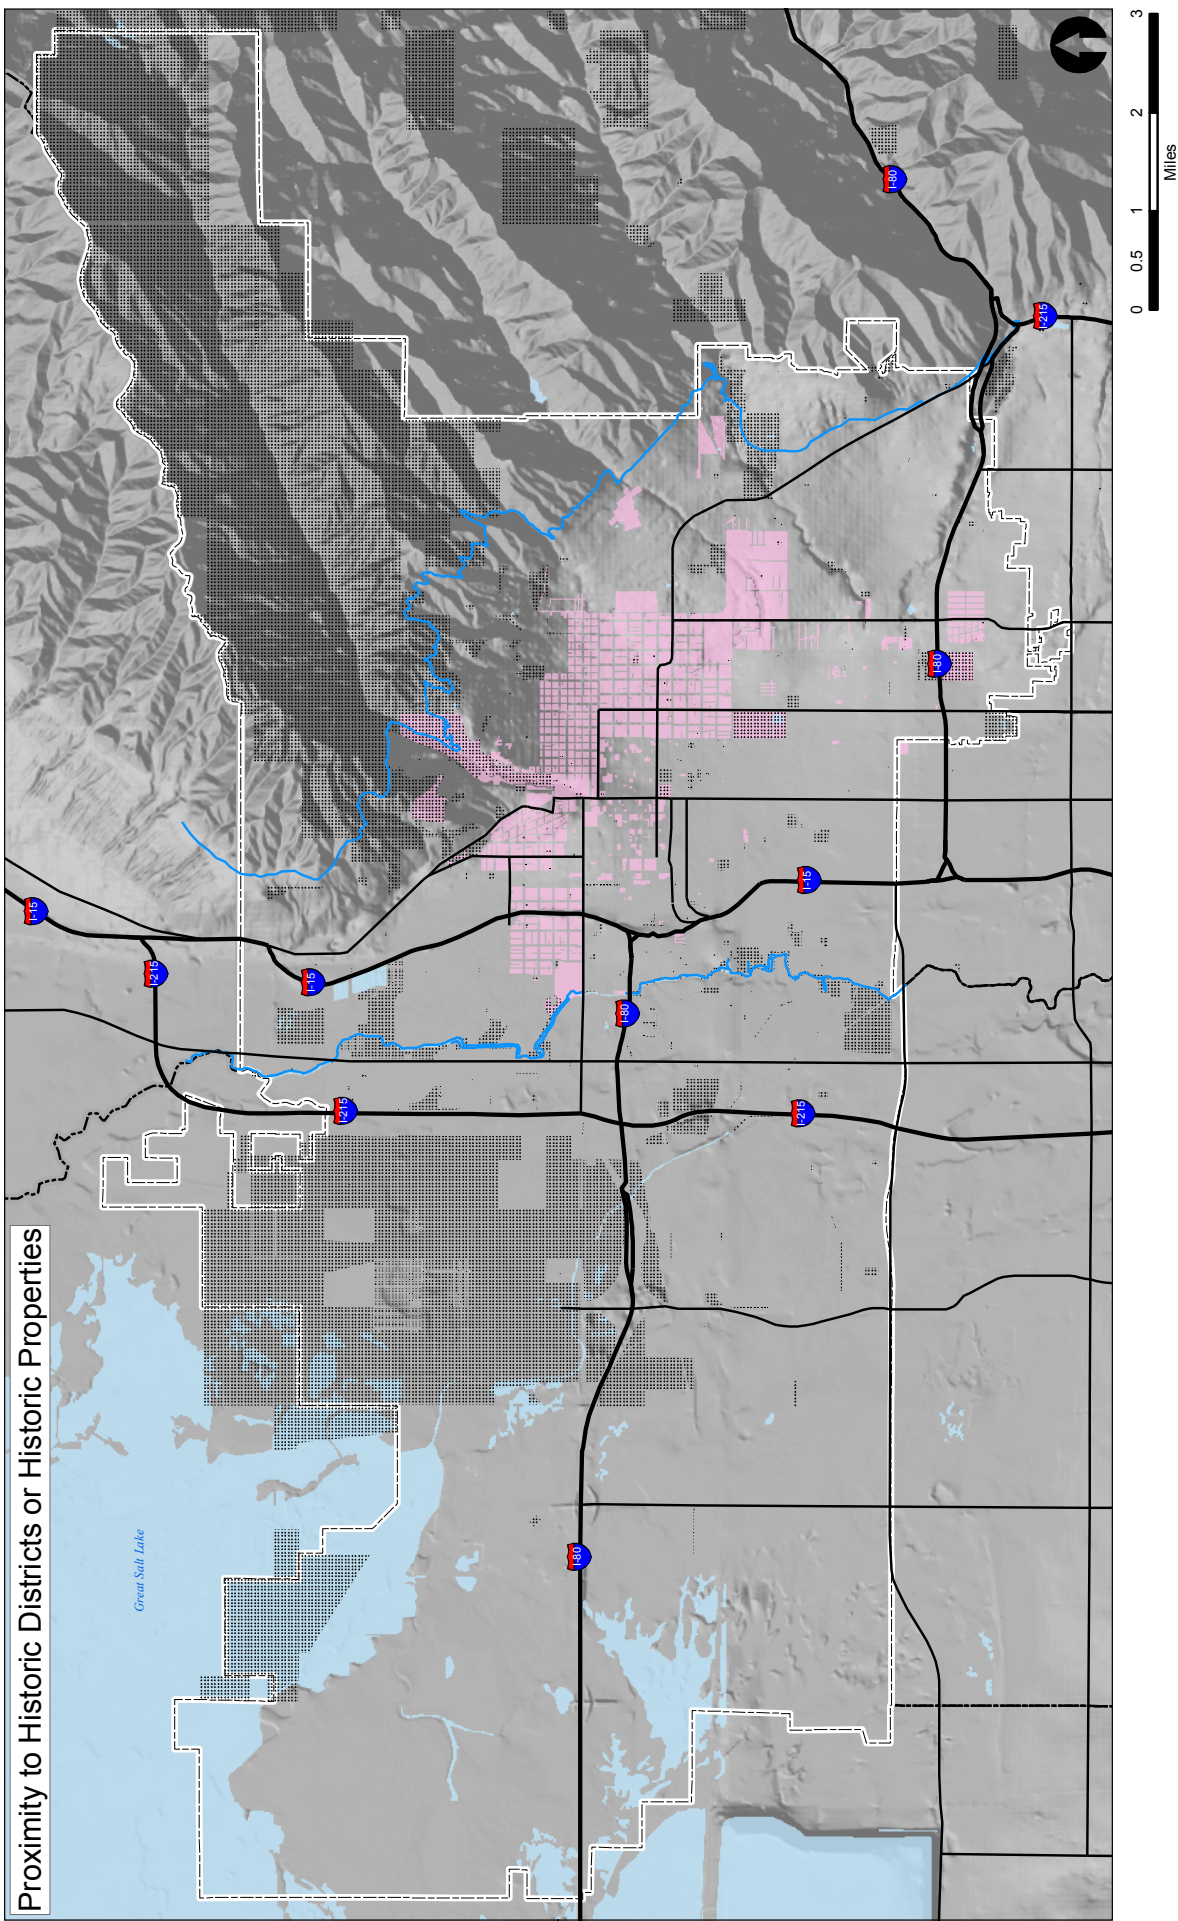 Proximity to Historic Districts or Historic Properties
Great Salt Lake
I-15
I-215
I-15
I-215
I-80
I-15
I-215
I-80
I-80
I-215
I-80
0 0.5 1 2 3
Miles